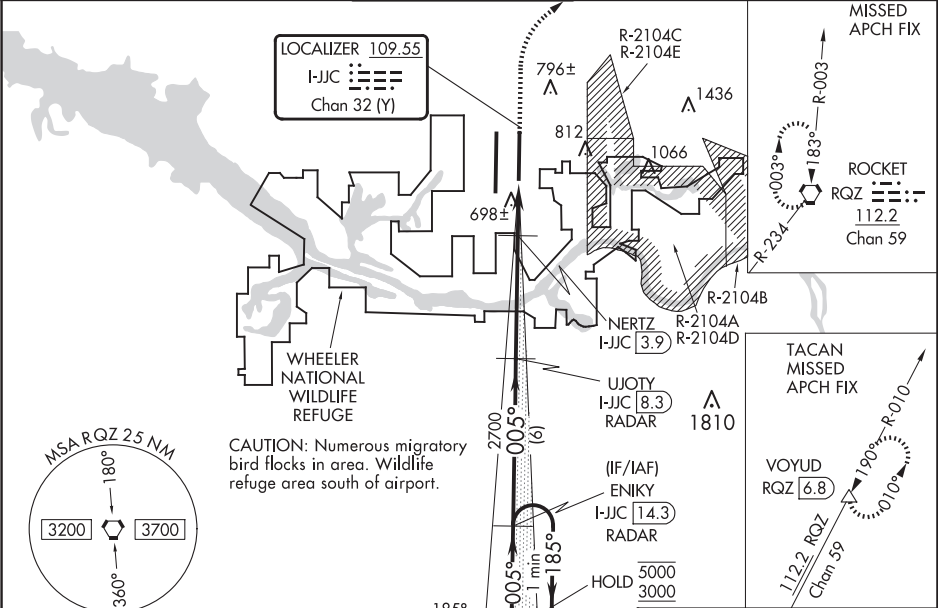 LOCALIZER 109.55
I-JJC
Chan 32 (Y)
R-2104C
R-2104E
796±
1436
812
1066
698±
MISSED
APCH FIX
R-003
183°
003°
ROCKET
RQZ
112.2
Chan 59
R-234
R-2104B
R-2104A
R-2104D
NERTZ
I-JJC 3.9
WHEELER
NATIONAL
WILDLIFE
REFUGE
UJOTY
I-JJC 8.3
RADAR
1810
2700
005°
(6)
CAUTION: Numerous migratory
bird flocks in area. Wildlife
refuge area south of airport.
(IF/IAF)
ENIKY
I-JJC 14.3
RADAR
005°
1 min
185°
HOLD 5000
3000
195°
MSA RQZ 25 NM
180°
3200
3700
360°
TACAN
MISSED
APCH FIX
R-010
190°
010°
VOYUD
RQZ 6.8
112.2 RQZ
Chan 59